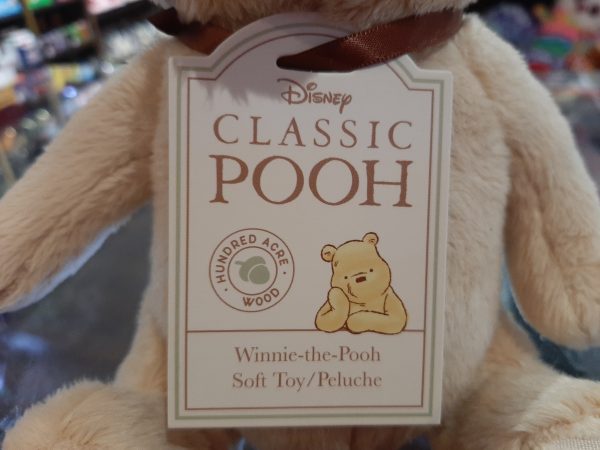 Disney
CLASSIC
POOH
· HUNDRED ACRE ·
WOOD
Winnie-the-Pooh
Soft Toy/Peluche